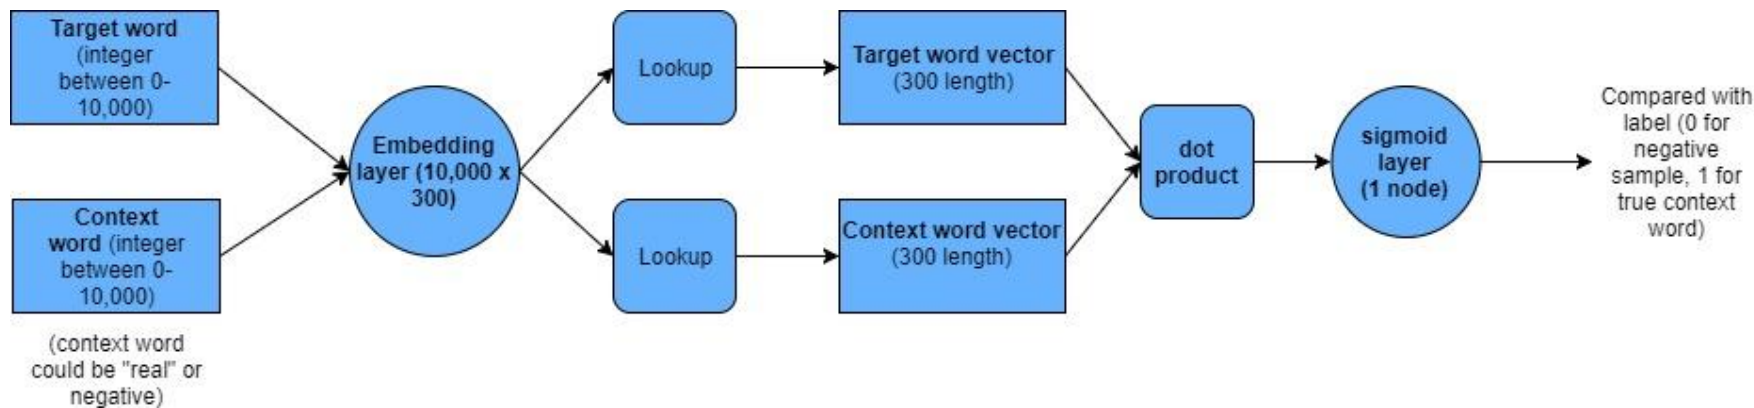 Target word
(integer
between 0-
10,000)
Context
word (integer
between 0-
10,000)
(context word
could be "real" or
negative)
Embedding
layer (10,000 x
300)
Lookup
Lookup
Target word vector
(300 length)
Context word vector
(300 length)
dot
product
sigmoid
layer
(1 node)
Compared with
label (0 for
negative
sample, 1 for
true context
word)